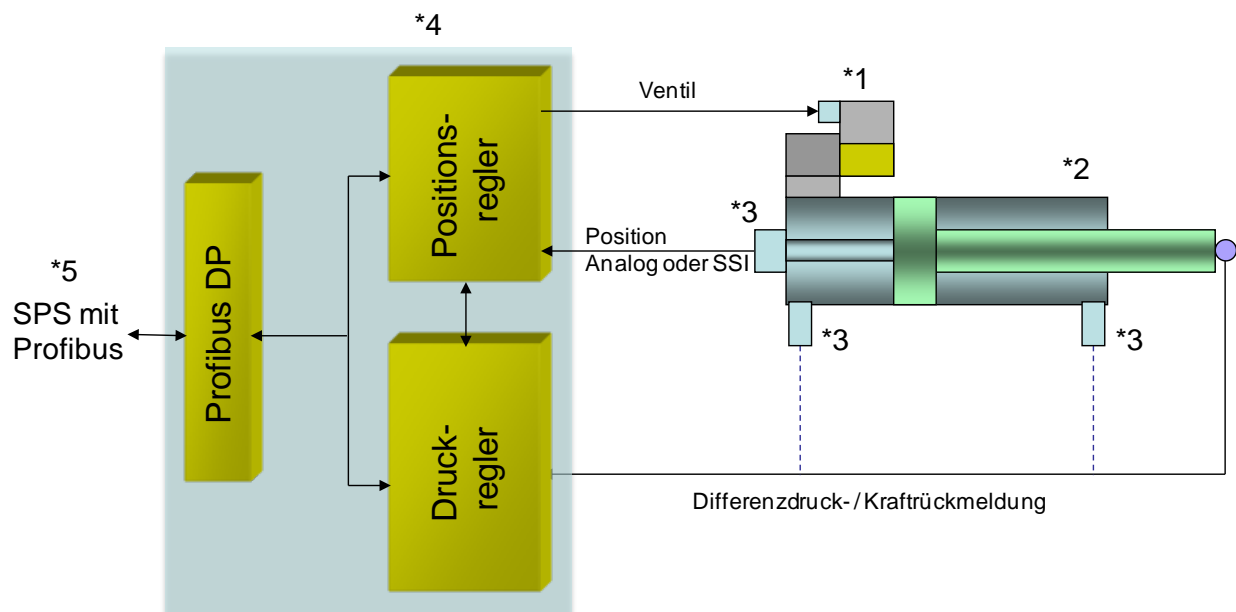 *4
*1
Ventil
Positions-
regler
*2
*3
Position
Analog oder SSI
*5
SPS mit
Profibus
Profibus DP
*3
*3
Druck-
regler
Differenzdruck- / Kraftrückmeldung